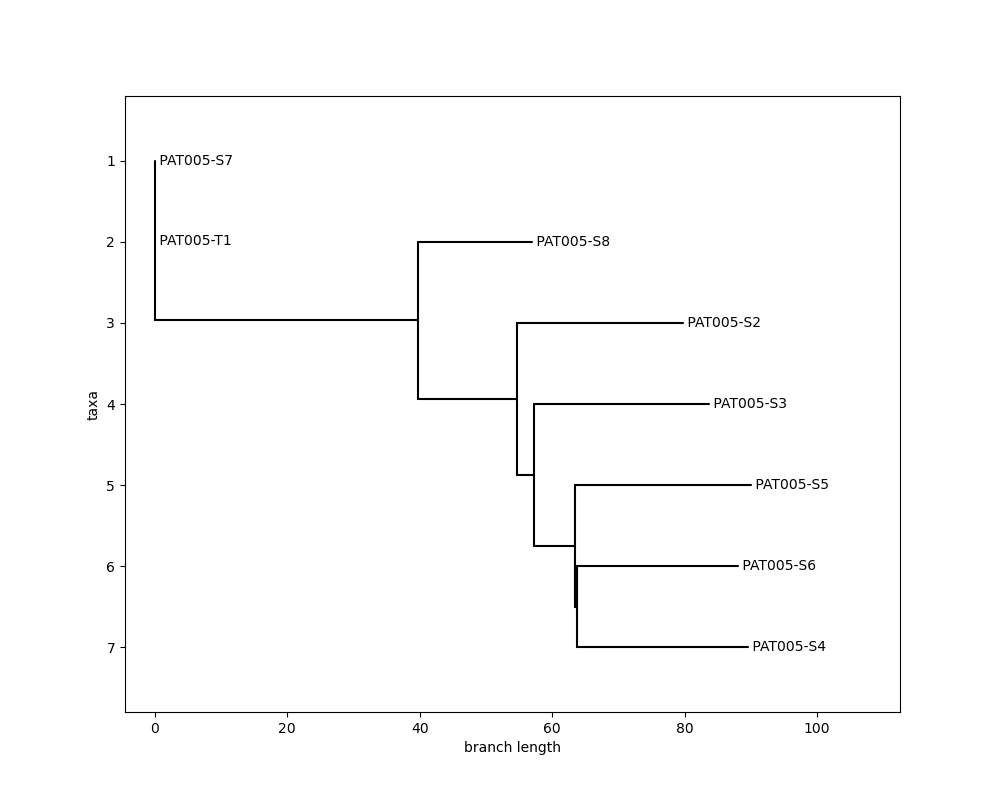 1
PAT005-S7
2
PAT005-T1
PAT005-S8
3
PAT005-S2
4
PAT005-S3
taxa
5
PAT005-S5
6
PAT005-S6
7
PAT005-S4
0 20 40 60 80 100
branch length